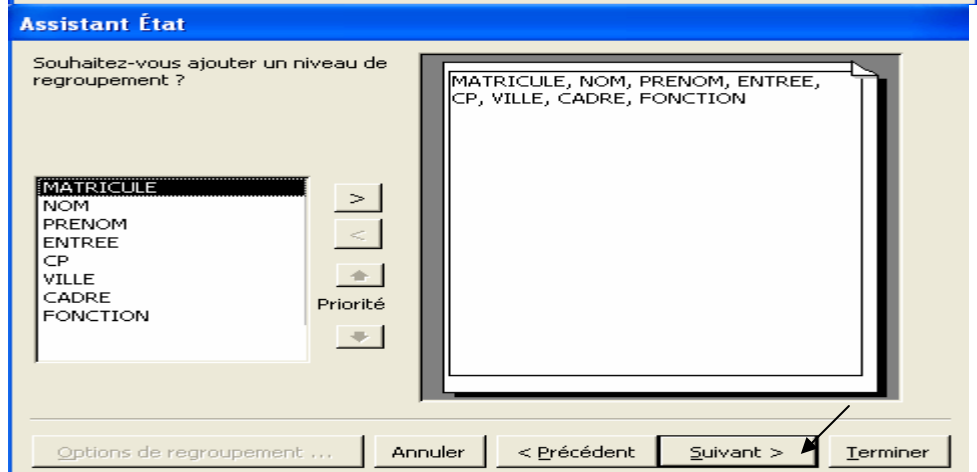 Assistant État
Souhaitez-vous ajouter un niveau de
regroupement ?
MATRICULE, NOM, PRENOM, ENTREE,
CP, VILLE, CADRE, FONCTION
MATRICULE
NOM
PRENOM
ENTREE
CP
VILLE
CADRE
FONCTION
>
<
Priorité
Options de regroupement ...
Annuler
< Précédent
Suivant >
Terminer